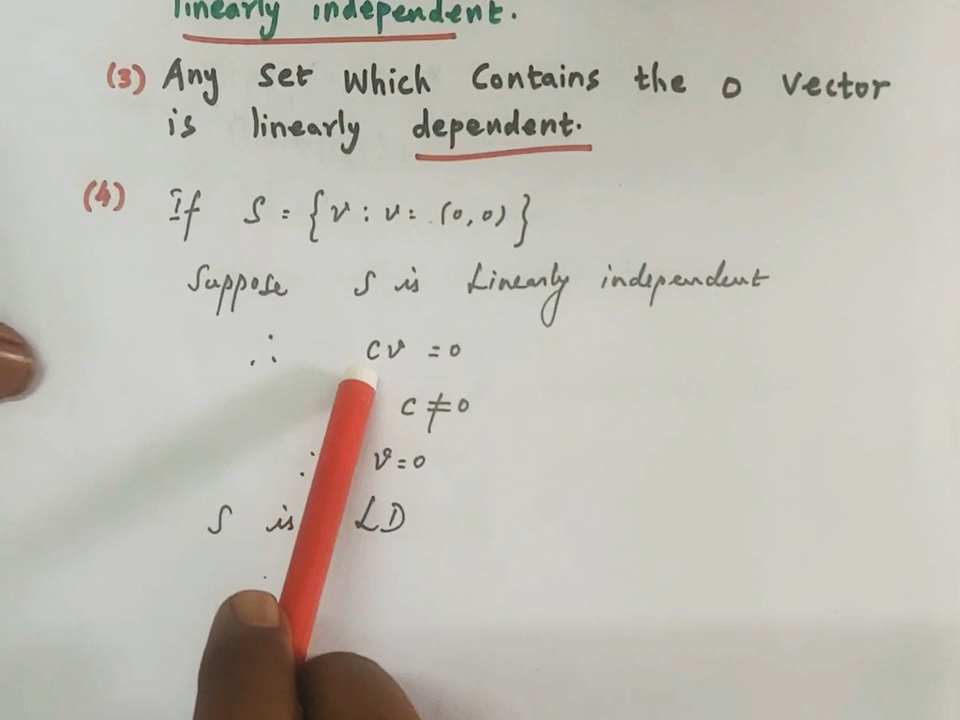 linearly independent.
(3) Any set which contains the 0 vector
is linearly dependent.
(4) If S = {v : v = (0,0)}
Suppose S is Linearly independent
∴ cv = 0
c ≠ 0
∴ v = 0
S is LD